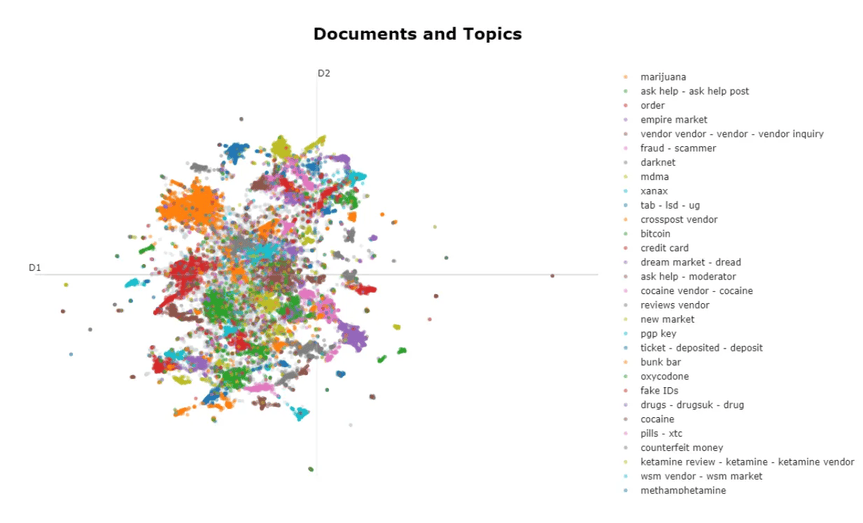 Documents and Topics
D2
D1
marijuana
ask help - ask help post
order
empire market
vendor vendor - vendor - vendor inquiry
fraud - scammer
darknet
mdma
xanax
tab - lsd - ug
crosspost vendor
bitcoin
credit card
dream market - dread
ask help - moderator
cocaine vendor - cocaine
reviews vendor
new market
pgp key
ticket - deposited - deposit
bunk bar
oxycodone
fake IDs
drugs - drugsuk - drug
cocaine
pills - xtc
counterfeit money
ketamine review - ketamine - ketamine vendor
wsm vendor - wsm market
methamphetamine